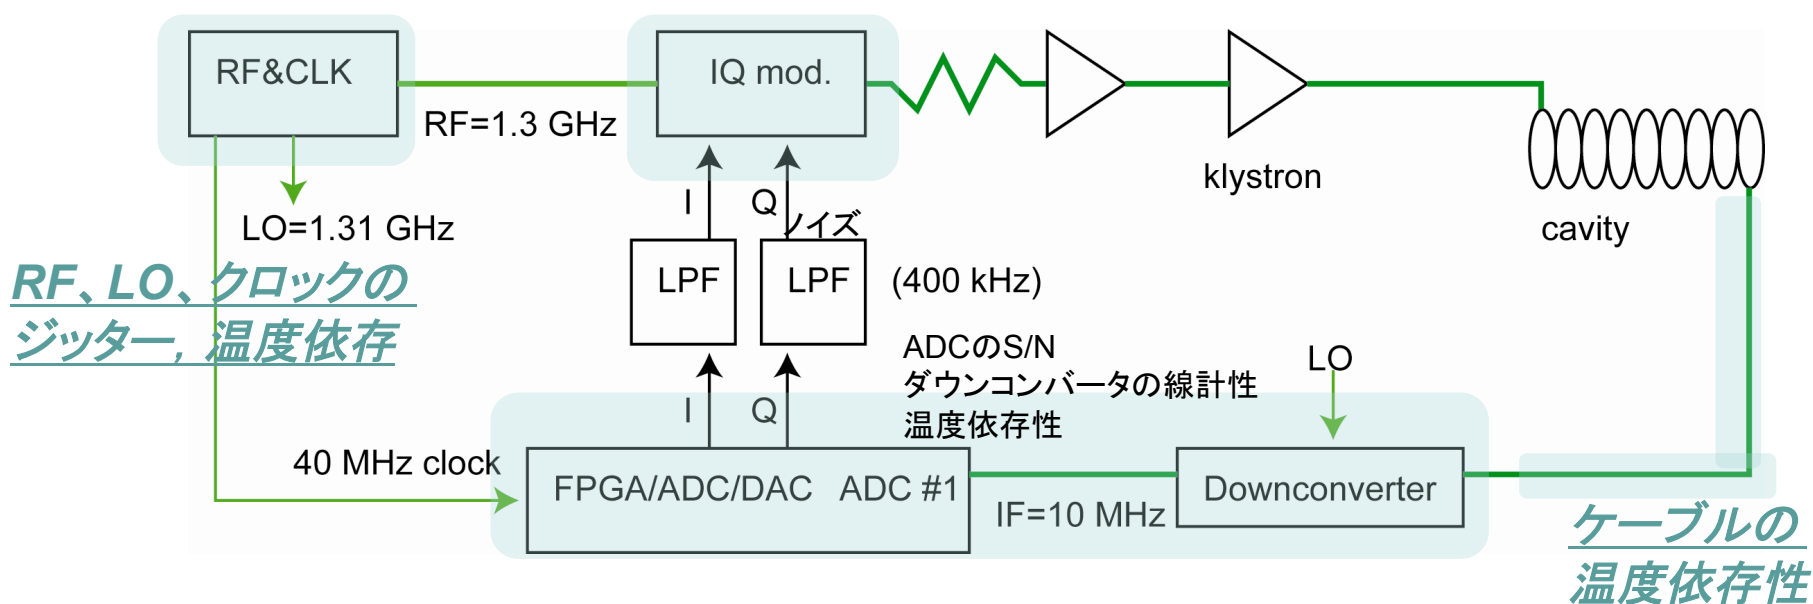 RF&CLK
IQ mod.
RF=1.3 GHz
klystron
cavity
LO=1.31 GHz
I
Q
ノイズ
RF、LO、クロックの
ジッター, 温度依存
LPF
LPF
(400 kHz)
ADCのS/N
ダウンコンバータの線計性
温度依存性
LO
I
Q
40 MHz clock
FPGA/ADC/DAC ADC #1
IF=10 MHz
Downconverter
ケーブルの
温度依存性